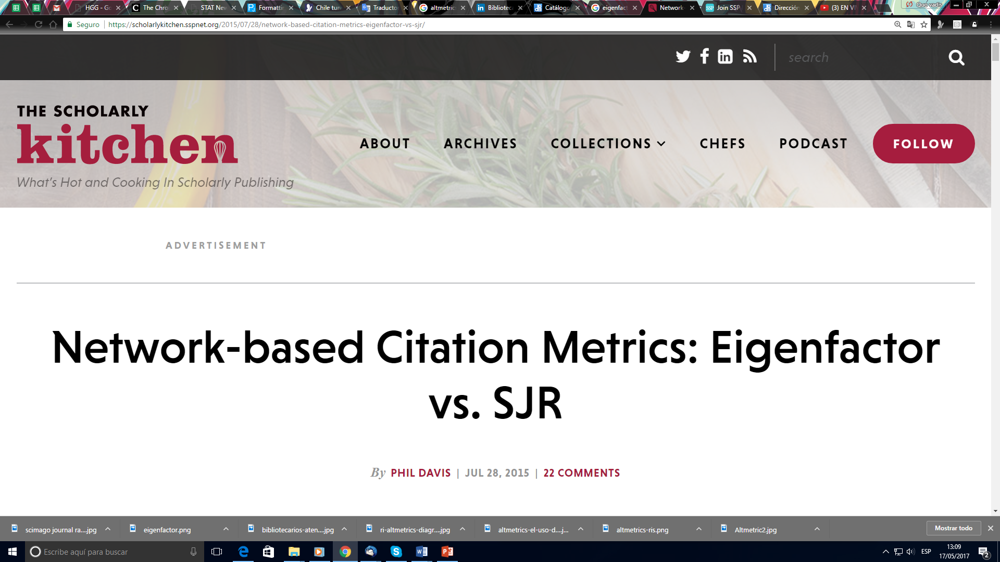 HGG - Go
The Chro
STAT New
Formattin
Chile tune
Traductor
altmetric
Bibliotec
Catálogo
eigenfact
Network-
Join SSP
Dirección
(3) EN VI
Quo vadis
Seguro
https://scholarlykitchen.sspnet.org/2015/07/28/network-based-citation-metrics-eigenfactor-vs-sjr/
search
THE SCHOLARLY
kitchen
What's Hot and Cooking In Scholarly Publishing
ABOUT
ARCHIVES
COLLECTIONS
CHEFS
PODCAST
FOLLOW
ADVERTISEMENT
Network-based Citation Metrics: Eigenfactor
vs. SJR
By PHIL DAVIS | JUL 28, 2015 | 22 COMMENTS
scimago journal ra....jpg
eigenfactor.png
bibliotecarios-aten....jpg
ri-altmetrics-diagr....jpg
altmetrics-el-uso-d....j...
altmetrics-ris.png
Altmetric2.jpg
Mostrar todo
Escribe aquí para buscar
ESP
13:09
17/05/2017
2